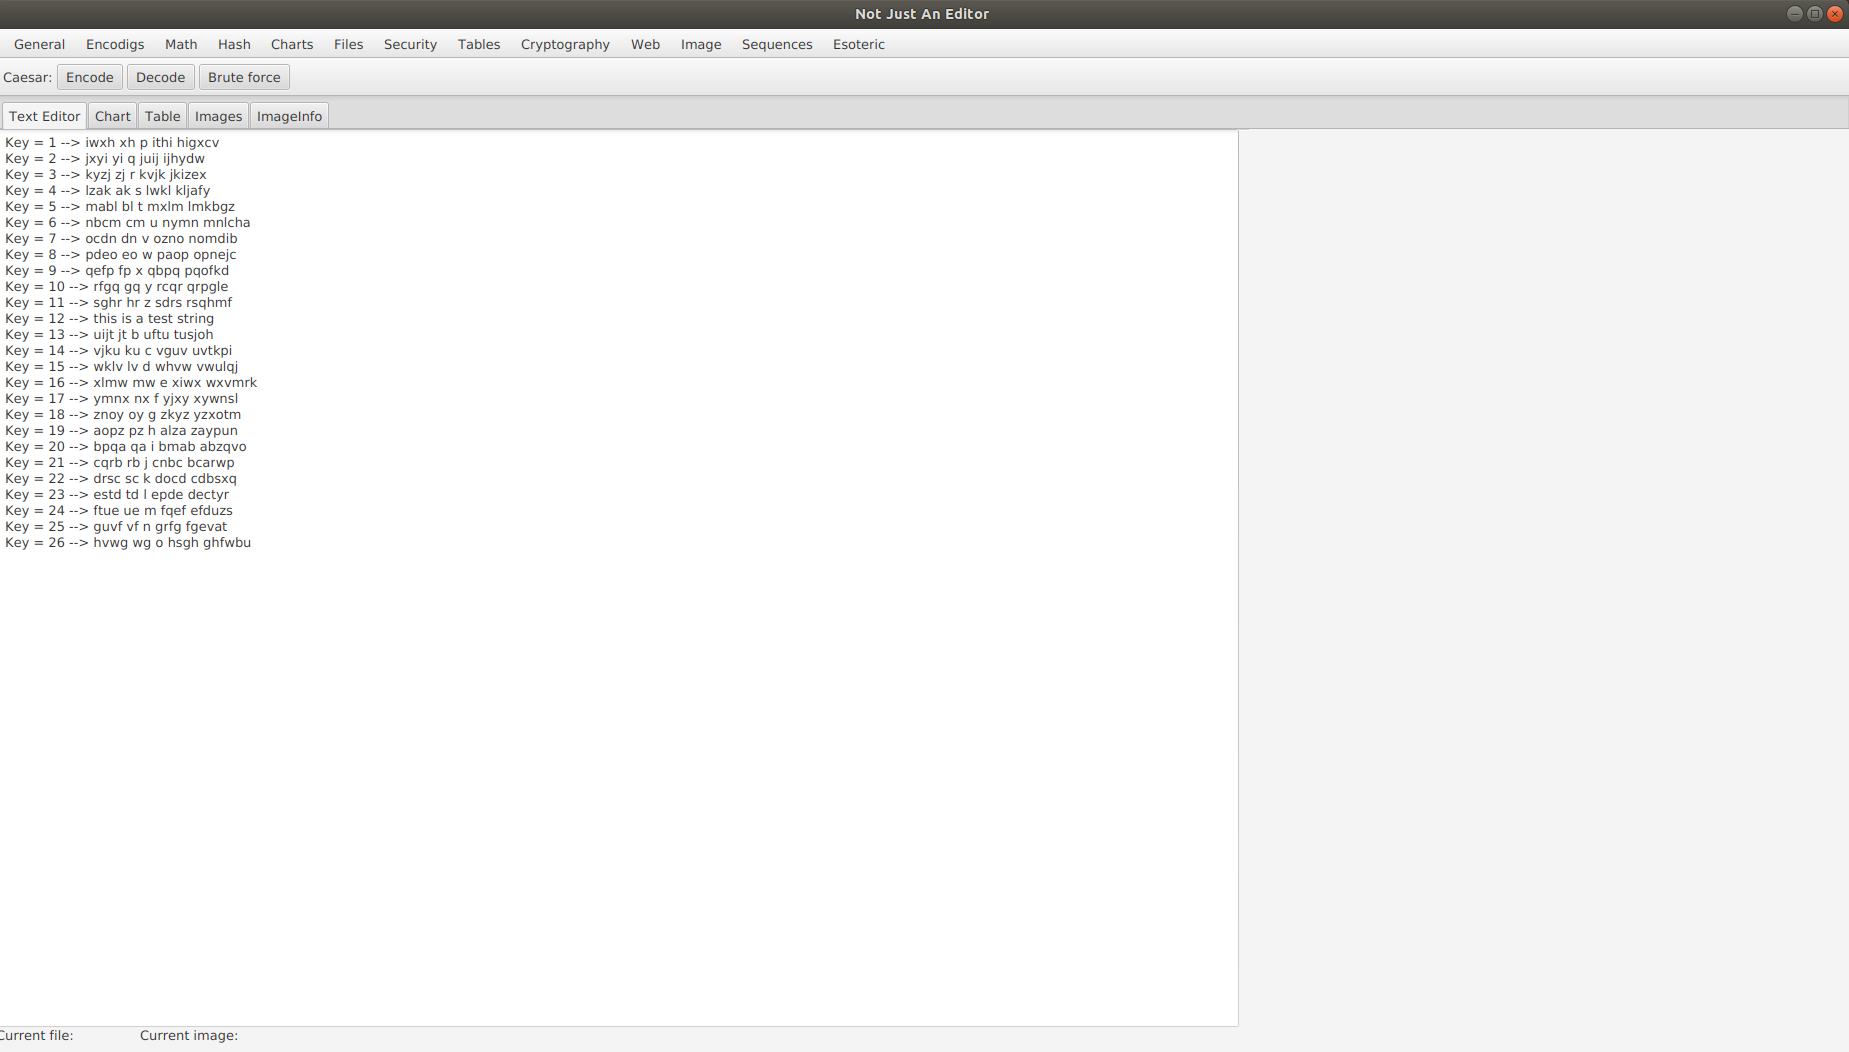 Not Just An Editor
General Encodigs Math Hash Charts Files Security Tables Cryptography Web Image Sequences Esoteric
Caesar: Encode Decode Brute force
Text Editor Chart Table Images ImageInfo
Key = 1 --> iwxh xh p ithi higxcv
Key = 2 --> jxyi yi q juij ijhydw
Key = 3 --> kyzj zj r kvjk jkizex
Key = 4 --> lzak ak s lwkl kljafy
Key = 5 --> mabl bl t mxlm lmkbgz
Key = 6 --> nbcm cm u nymn mnlcha
Key = 7 --> ocdn dn v ozno nomdib
Key = 8 --> pdeo eo w paop opnejc
Key = 9 --> qefp fp x qbpq pqofkd
Key = 10 --> rfgq gq y rcqr qrpgle
Key = 11 --> sghr hr z sdrs rsqhmf
Key = 12 --> this is a test string
Key = 13 --> uijt jt b uftu tusjoh
Key = 14 --> vjku ku c vguv uvtkpi
Key = 15 --> wklv lv d whvw vwulqj
Key = 16 --> xlmw mw e xiwx wxvmrk
Key = 17 --> ymnx nx f yjxy xywnsl
Key = 18 --> znoy oy g zkyz yzxotm
Key = 19 --> aopz pz h alza zaypun
Key = 20 --> bpqa qa i bmab abzqvo
Key = 21 --> cqrb rb j cnbc bcarwp
Key = 22 --> drsc sc k docd cdbsxq
Key = 23 --> estd td l epde dectyr
Key = 24 --> ftue ue m fqef efduzs
Key = 25 --> guvf vf n grfg fgevat
Key = 26 --> hvwg wg o hsgh ghfwbu
Current file: Current image: